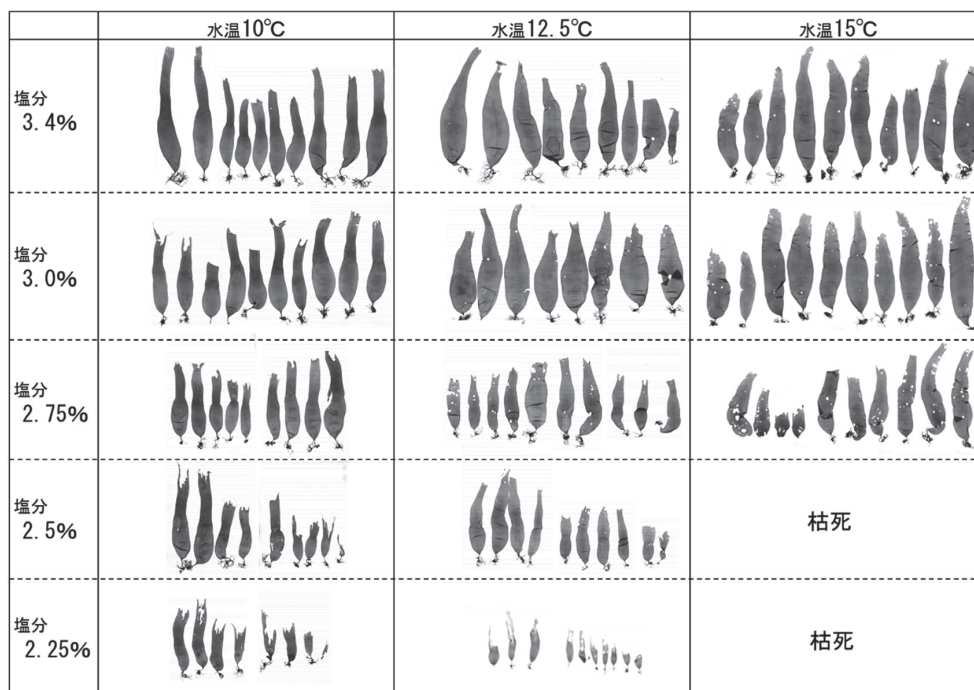 水温10℃ 水温12.5℃ 水温15℃
塩分
3.4%
塩分
3.0%
塩分
2.75%
塩分
2.5%
枯死
塩分
2.25%
枯死